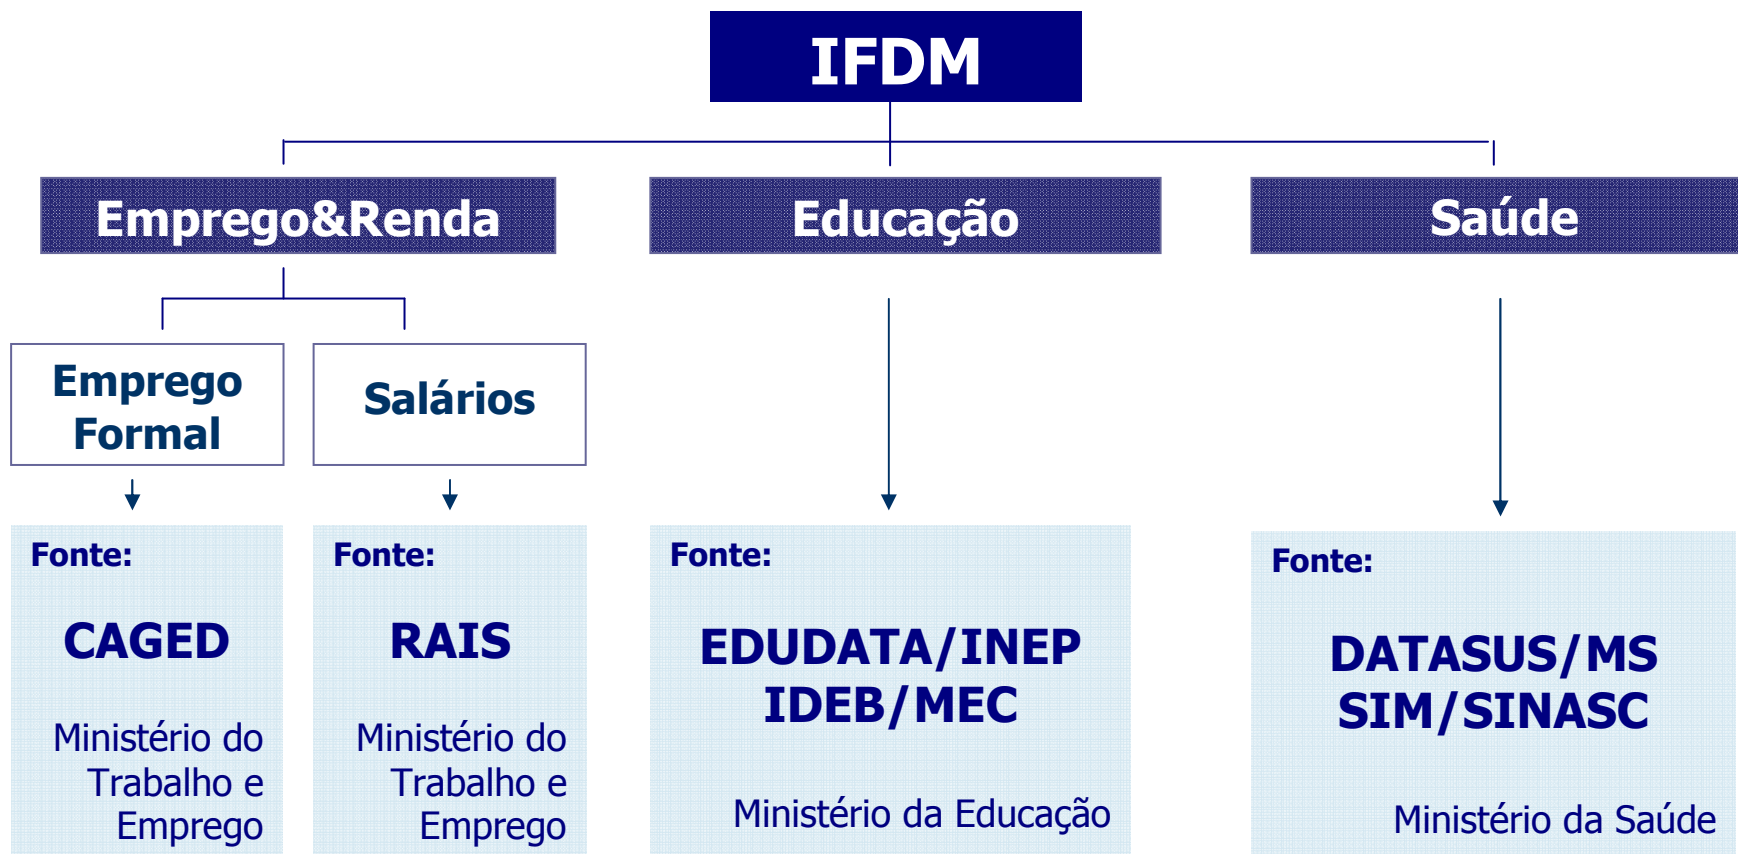 IFDM
Emprego&Renda
Educação
Saúde
Emprego
Formal
Salários
Fonte:
CAGED
Ministério do
Trabalho e
Emprego
Fonte:
RAIS
Ministério do
Trabalho e
Emprego
Fonte:
EDUDATA/INEP
IDEB/MEC
Ministério da Educação
Fonte:
DATASUS/MS
SIM/SINASC
Ministério da Saúde